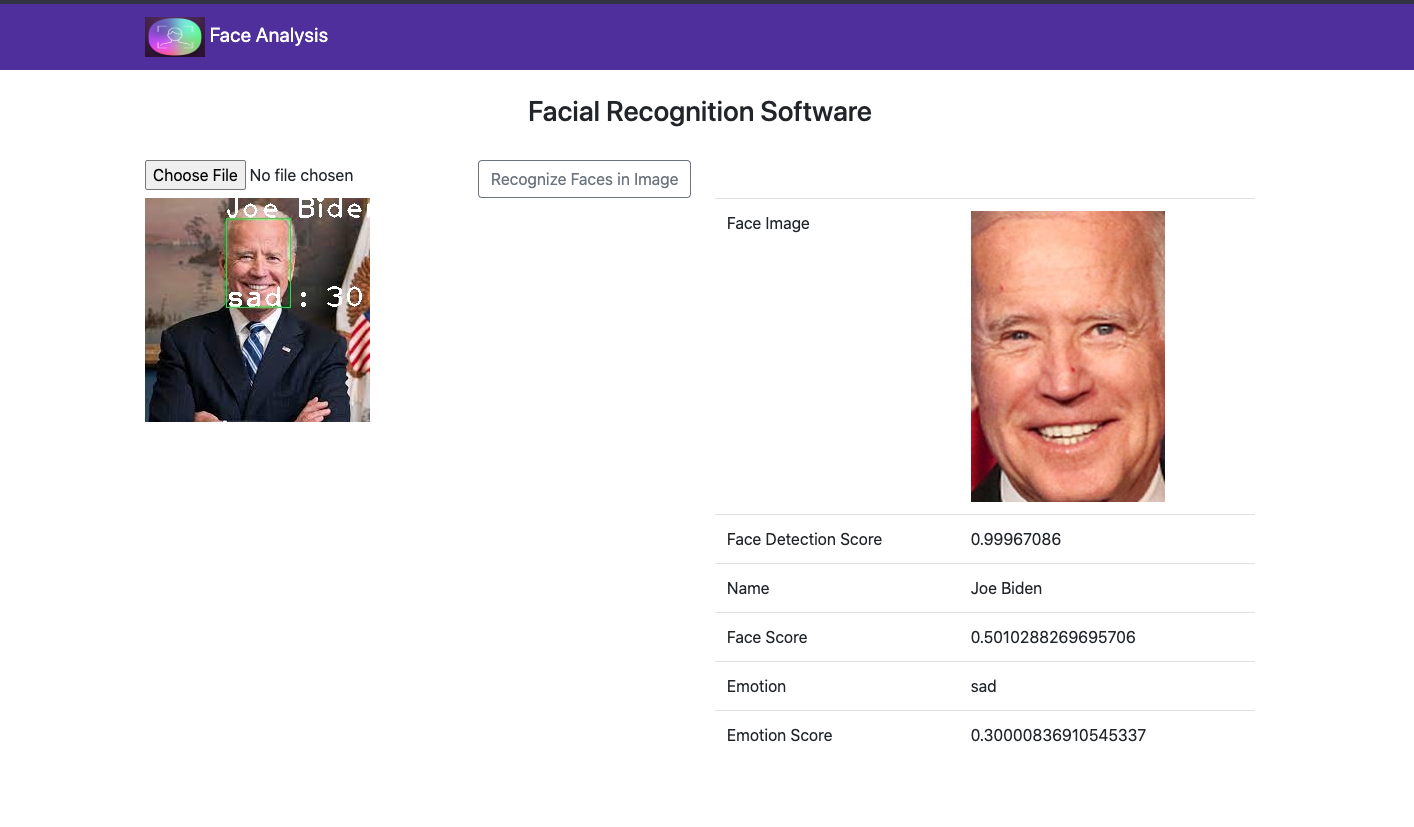 Face Analysis
Facial Recognition Software
Choose File No file chosen
Recognize Faces in Image
Joe Biden
sad : 30
Face Image
Face Detection Score 0.99967086
Name Joe Biden
Face Score 0.5010288269695706
Emotion sad
Emotion Score 0.30000836910545337